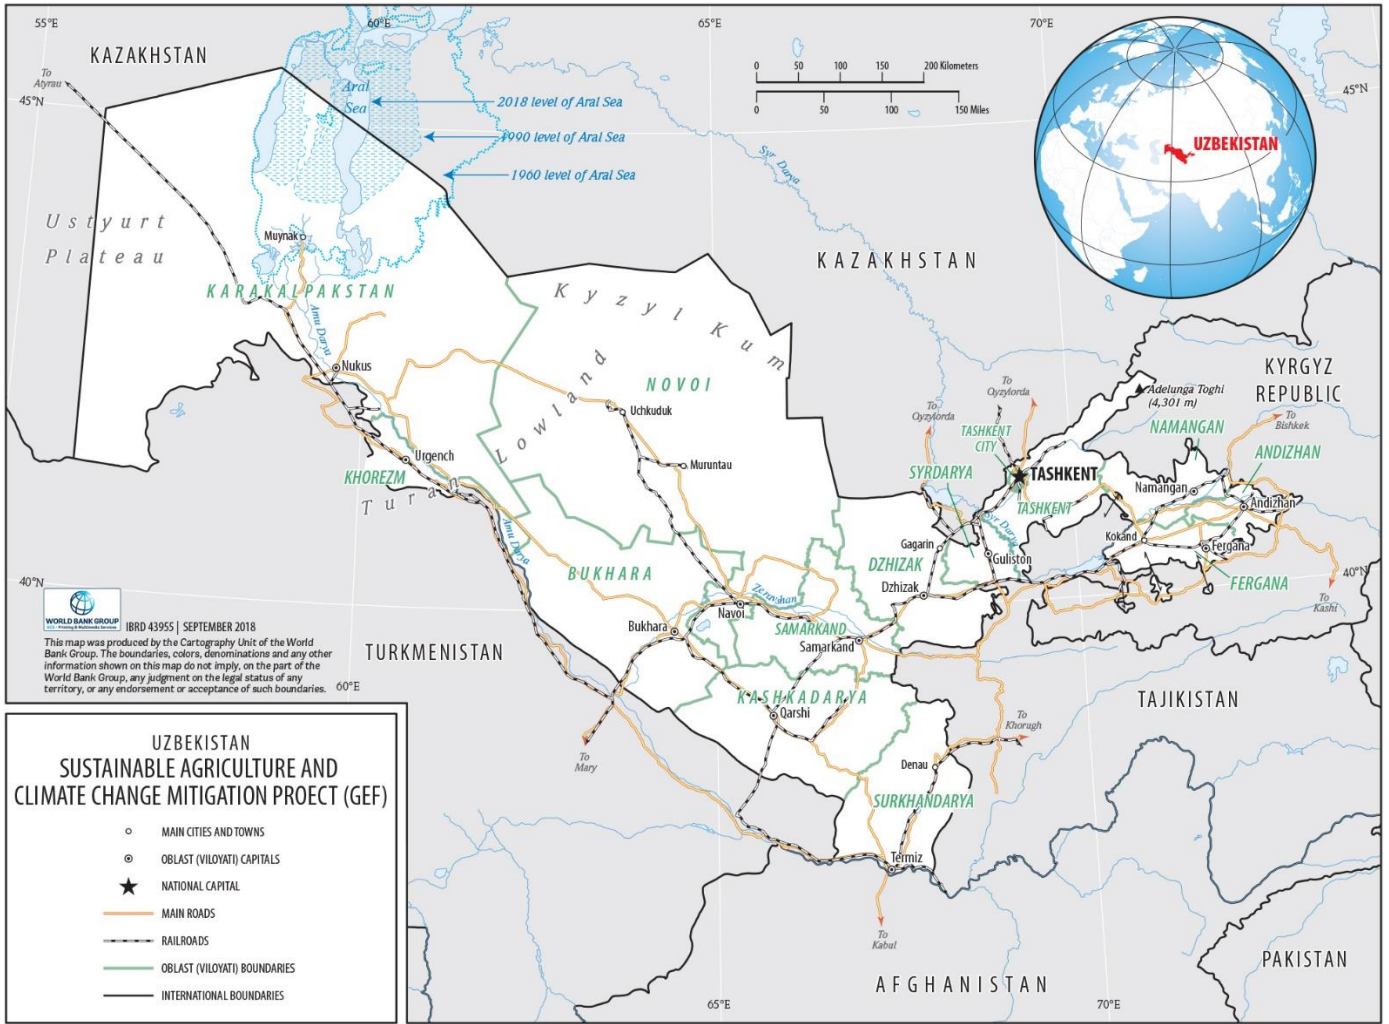 55°E
60°E
65°E
70°E
KAZAKHSTAN
To
Atyrau
45°N
45°N
Aral
Sea
2018 level of Aral Sea
1990 level of Aral Sea
1960 level of Aral Sea
0 50 100 150 200 Kilometers
0 50 100 150 Miles
Syr Darya
UZBEKISTAN
Ustyurt
Plateau
Muynak
KARAKALPAKSTAN
Amu Darya
KAZAKHSTAN
Kyzyl Kum
Lowland
Turan
NOVOI
Nukus
Uchkuduk
Muruntau
Urgench
KHOREZM
Amu Darya
To
Qyzylorda
To
Qyzylorda
Adelunga Toghi
(4,301 m)
KYRGYZ
REPUBLIC
To
Bishkek
TASHKENT
CITY
NAMANGAN
ANDIZHAN
SYRDARYA
TASHKENT
TASHKENT
Namangan
Andizhan
Syr Darya
Kokand
Fergana
FERGANA
Gagarin
Guliston
DZHIZAK
Dzhizak
40°N
40°N
To
Kashi
BUKHARA
Zeravshan
Navoi
Bukhara
SAMARKAND
Samarkand
WORLD BANK GROUP
IBRD 43955 | SEPTEMBER 2018
This map was produced by the Cartography Unit of the World
Bank Group. The boundaries, colors, denominations and any other
information shown on this map do not imply, on the part of the
World Bank Group, any judgment on the legal status of any
territory, or any endorsement or acceptance of such boundaries.
60°E
TURKMENISTAN
KASHKADARYA
Qarshi
TAJIKISTAN
To
Khorugh
To
Mary
Denau
SURKHANDARYA
Termiz
To
Kabul
AFGHANISTAN
PAKISTAN
65°E
70°E
UZBEKISTAN
SUSTAINABLE AGRICULTURE AND
CLIMATE CHANGE MITIGATION PROECT (GEF)
MAIN CITIES AND TOWNS
OBLAST (VILOYATI) CAPITALS
NATIONAL CAPITAL
MAIN ROADS
RAILROADS
OBLAST (VILOYATI) BOUNDARIES
INTERNATIONAL BOUNDARIES